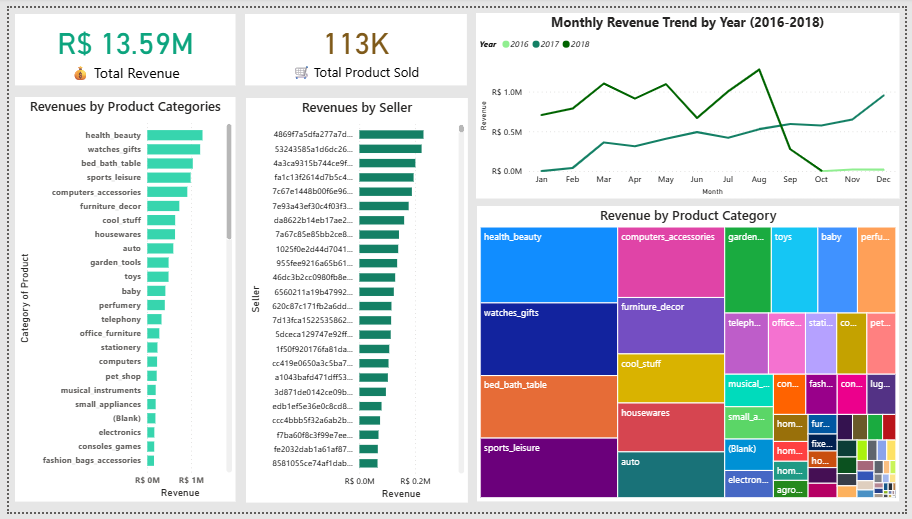 R$ 13.59M
💰 Total Revenue
113K
🛒 Total Product Sold
Revenues by Product Categories
Category of Product
health_beauty
watches_gifts
bed_bath_table
sports_leisure
computers_accessories
furniture_decor
cool_stuff
housewares
auto
garden_tools
toys
baby
perfumery
telephony
office_furniture
stationery
computers
pet_shop
musical_instruments
small_appliances
(Blank)
electronics
consoles_games
fashion_bags_accessories
R$ 0M R$ 1M
Revenue
Revenues by Seller
Seller
4869f7a5dfa277a7d...
53243585a1d6dc26...
4a3ca9315b744ce9f...
fa1c13f2614d7b5c4...
7c67e1448b00f6e96...
7e93a43ef30c4f03f3...
da8622b14eb17ae2...
7a67c85e85bb2ce8...
1025f0e2d44d7041...
955fee9216a65b61...
46dc3b2cc0980fb8e...
6560211a19b47992...
620c87c171fb2a6dd...
7d13fca1522535862...
5dceca129747e92ff...
1f50f920176fa81da...
cc419e0650a3c5ba7...
a1043bafd471dff53...
3d871de0142ce09b...
edb1ef5e36e0c8cd8...
ccc4bbb5f32a6ab2b...
f7ba60f8c3f99e7ee...
fe2032dab1a61af87...
8581055ce74af1dab...
R$ 0.0M R$ 0.2M
Revenue
Monthly Revenue Trend by Year (2016-2018)
Year 2016 2017 2018
Revenue
R$ 1.0M
R$ 0.5M
R$ 0.0M
Jan Feb Mar Apr May Jun Jul Aug Sep Oct Nov Dec
Month
Revenue by Product Category
health_beauty
watches_gifts
bed_bath_table
sports_leisure
computers_accessories
furniture_decor
cool_stuff
housewares
auto
garden... toys baby perfu...
teleph... office... stati... co... pet...
musical_... con... fash... con... lug...
small_a... hom... fur...
fixe...
(Blank) hom... ho...
electron... hom...
agro...